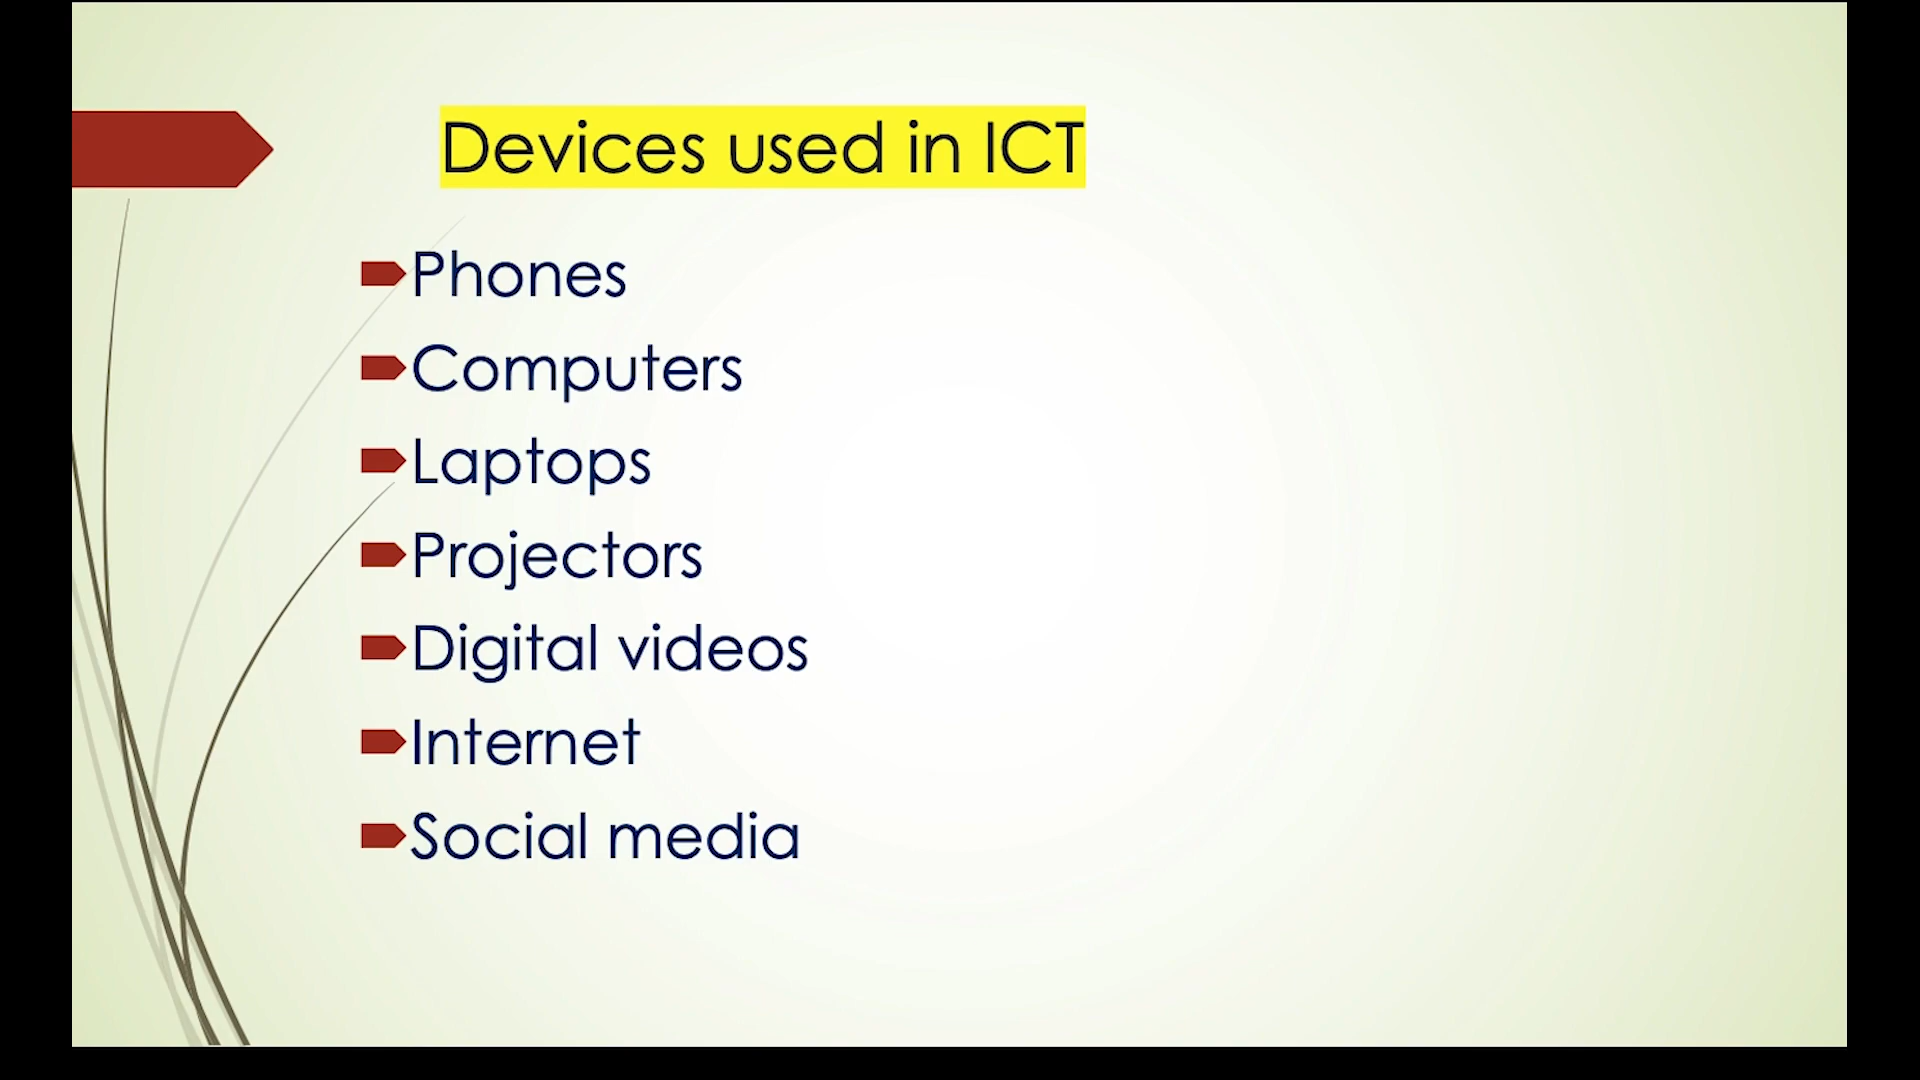 Devices used in ICT
Phones
Computers
Laptops
Projectors
Digital videos
Internet
Social media